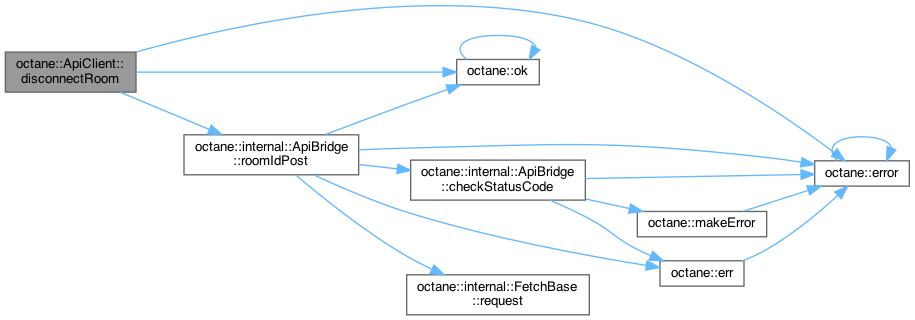 octane::ApiClient::
disconnectRoom
octane::ok
octane::internal::ApiBridge
::roomIdPost
octane::internal::ApiBridge
::checkStatusCode
octane::error
octane::makeError
octane::err
octane::internal::FetchBase
::request